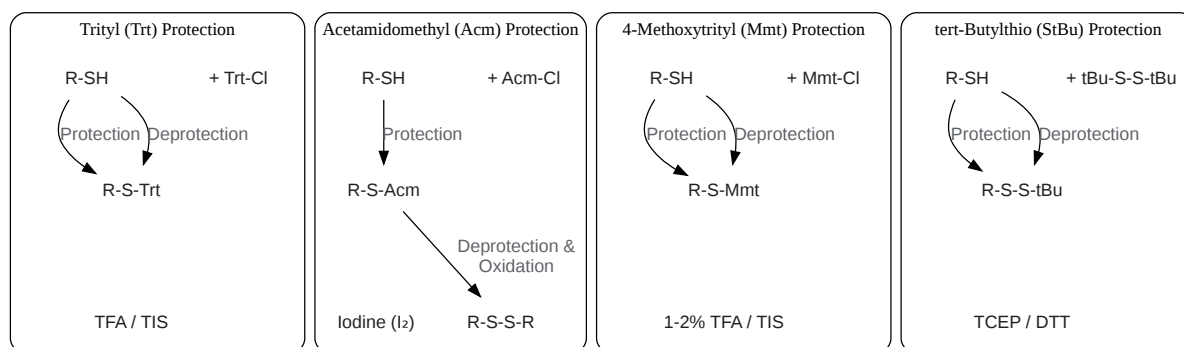 Trityl (Trt) Protection
R-SH + Trt-Cl
Protection Deprotection
R-S-Trt
TFA / TIS
Acetamidomethyl (Acm) Protection
R-SH + Acm-Cl
Protection
R-S-Acm
Deprotection &
Oxidation
Iodine (I₂) R-S-S-R
4-Methoxytrityl (Mmt) Protection
R-SH + Mmt-Cl
Protection Deprotection
R-S-Mmt
1-2% TFA / TIS
tert-Butylthio (StBu) Protection
R-SH + tBu-S-S-tBu
Protection Deprotection
R-S-S-tBu
TCEP / DTT